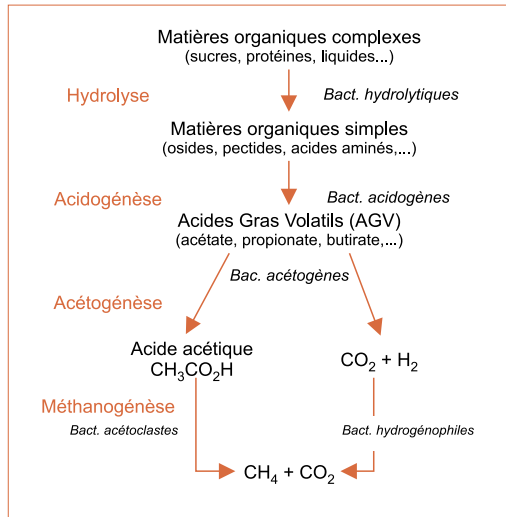 Matières organiques complexes
(sucres, protéines, liquides...)
Hydrolyse
Bact. hydrolytiques
Matières organiques simples
(osides, pectides, acides aminés,...)
Acidogénèse
Bact. acidogènes
Acides Gras Volatils (AGV)
(acétate, propionate, butirate,...)
Bac. acétogènes
Acétogénèse
Acide acétique
CH₃CO₂H
CO₂ + H₂
Méthanogénèse
Bact. acétoclastes
Bact. hydrogénophiles
CH₄ + CO₂